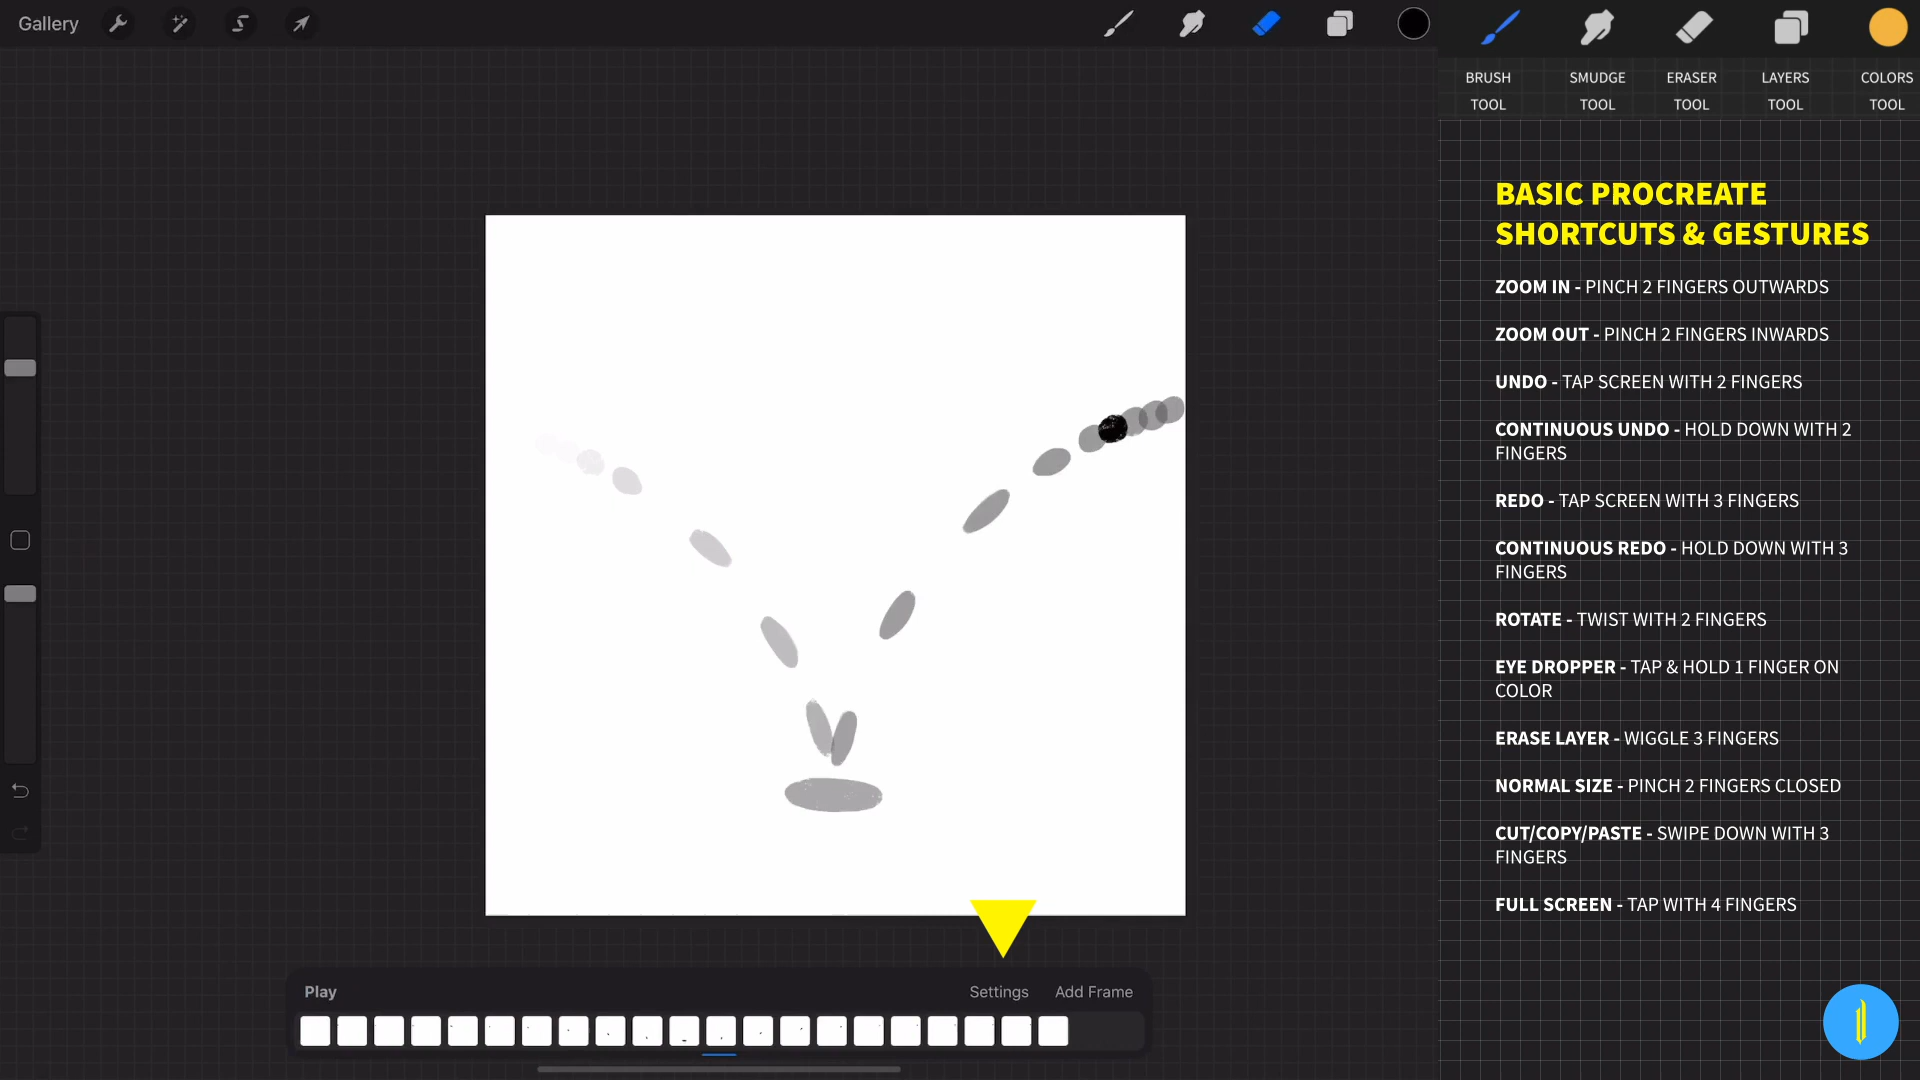 Gallery
BRUSH
TOOL
SMUDGE
TOOL
ERASER
TOOL
LAYERS
TOOL
COLORS
TOOL
BASIC PROCREATE
SHORTCUTS & GESTURES
ZOOM IN - PINCH 2 FINGERS OUTWARDS
ZOOM OUT - PINCH 2 FINGERS INWARDS
UNDO - TAP SCREEN WITH 2 FINGERS
CONTINUOUS UNDO - HOLD DOWN WITH 2
FINGERS
REDO - TAP SCREEN WITH 3 FINGERS
CONTINUOUS REDO - HOLD DOWN WITH 3
FINGERS
ROTATE - TWIST WITH 2 FINGERS
EYE DROPPER - TAP & HOLD 1 FINGER ON
COLOR
ERASE LAYER - WIGGLE 3 FINGERS
NORMAL SIZE - PINCH 2 FINGERS CLOSED
CUT/COPY/PASTE - SWIPE DOWN WITH 3
FINGERS
FULL SCREEN - TAP WITH 4 FINGERS
Play
Settings
Add Frame